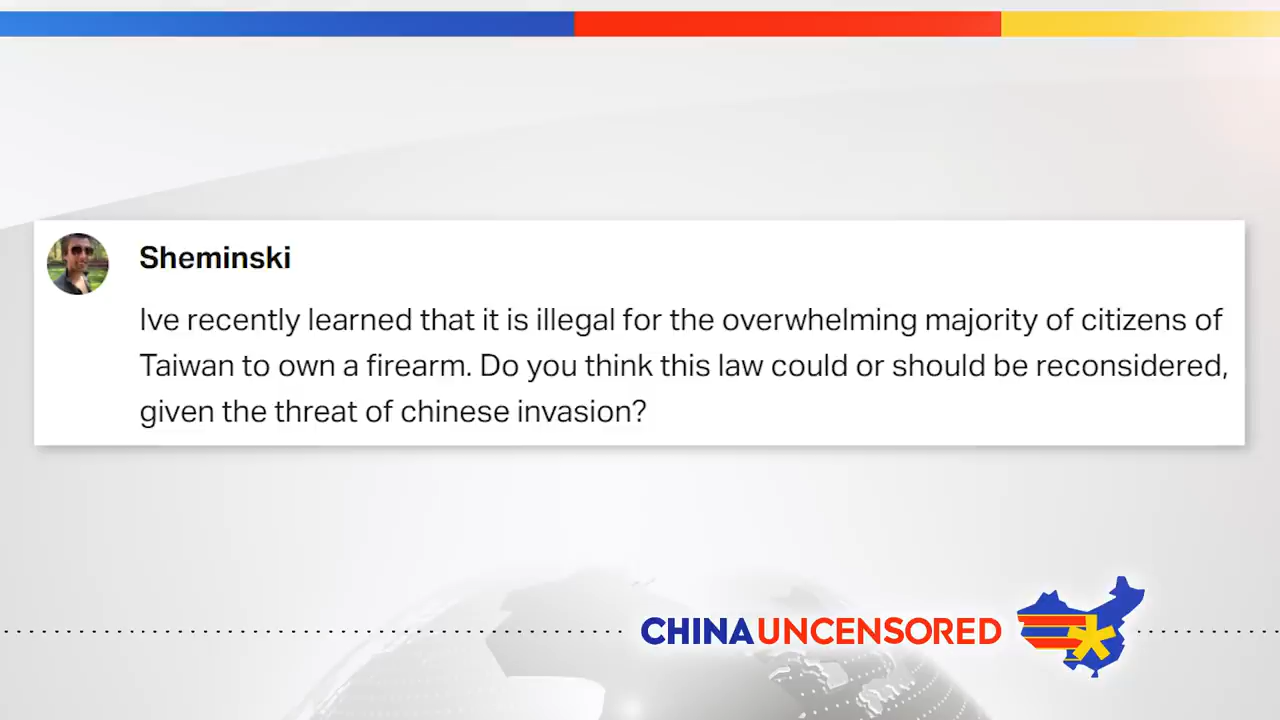 Sheminski
Ive recently learned that it is illegal for the overwhelming majority of citizens of
Taiwan to own a firearm. Do you think this law could or should be reconsidered,
given the threat of chinese invasion?
CHINAUNCENSORED